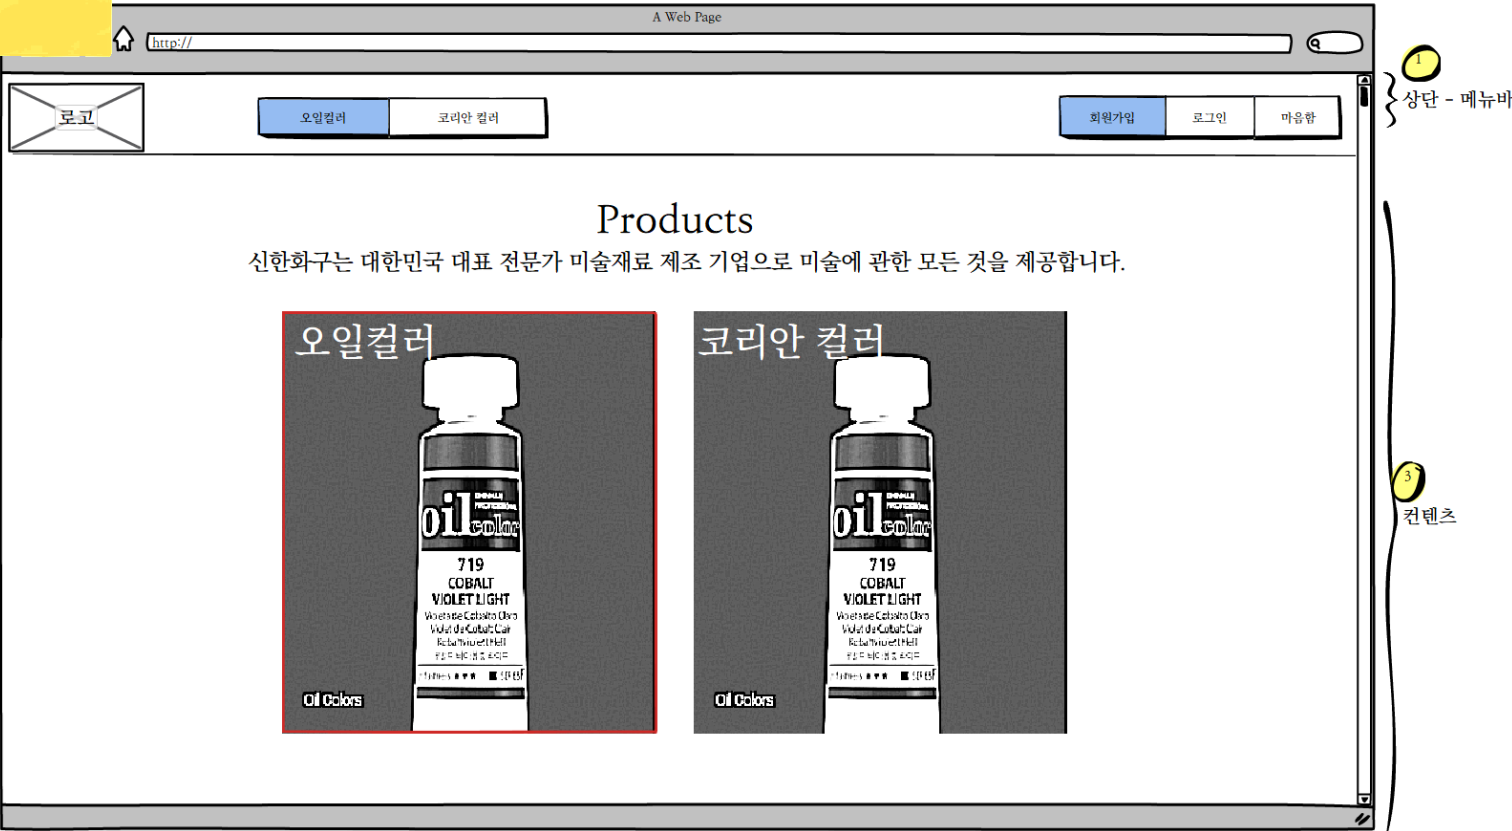 A Web Page
http://
1
상단 - 메뉴바
로고
오일컬러
코리안 컬러
회원가입
로그인
마음함
Products
신한화구는 대한민국 대표 전문가 미술재료 제조 기업으로 미술에 관한 모든 것을 제공합니다.
오일컬러
oil
color
719
COBALT
VIOLET LIGHT
Oil Colors
코리안 컬러
oil
color
719
COBALT
VIOLET LIGHT
Oil Colors
3
컨텐츠